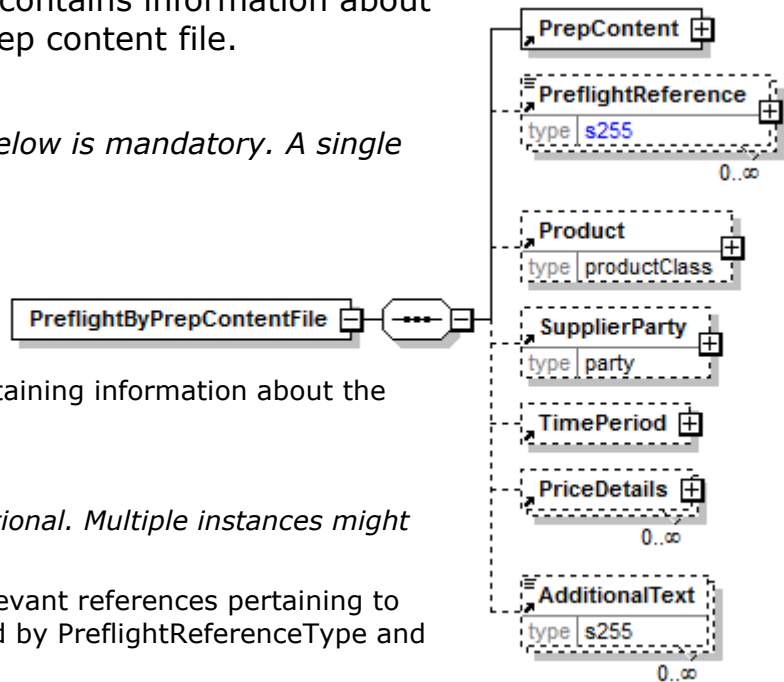 contains information about
ep content file.
elow is mandatory. A single
taining information about the
tional. Multiple instances might
evant references pertaining to
d by PreflightReferenceType and
PreflightByPrepContentFile
PrepContent
PreflightReference
type s255
0..∞
Product
type productClass
SupplierParty
type party
TimePeriod
PriceDetails
0..∞
AdditionalText
type s255
0..∞